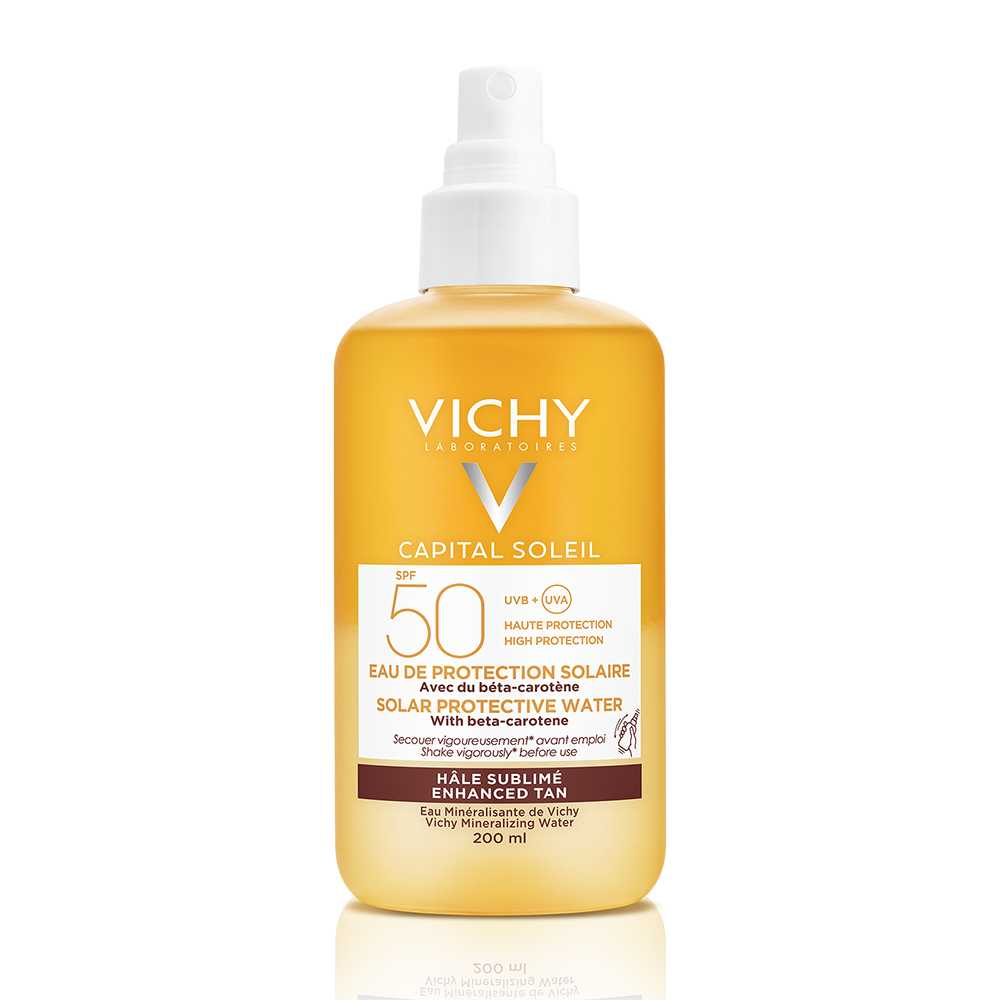 VICHY
LABORATOIRES
CAPITAL SOLEIL
SPF
50
UVB + UVA
HAUTE PROTECTION
HIGH PROTECTION
EAU DE PROTECTION SOLAIRE
Avec du béta-carotène
SOLAR PROTECTIVE WATER
With beta-carotene
Secouer vigoureusement* avant emploi
Shake vigorously* before use
HÂLE SUBLIMÉ
ENHANCED TAN
Eau Minéralisante de Vichy
Vichy Mineralizing Water
200 ml